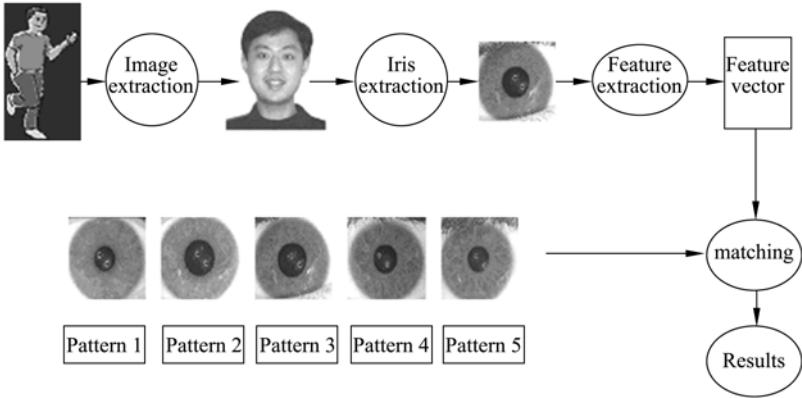 Image
extraction
Iris
extraction
Feature
extraction
Feature
vector
matching
Pattern 1
Pattern 2
Pattern 3
Pattern 4
Pattern 5
Results